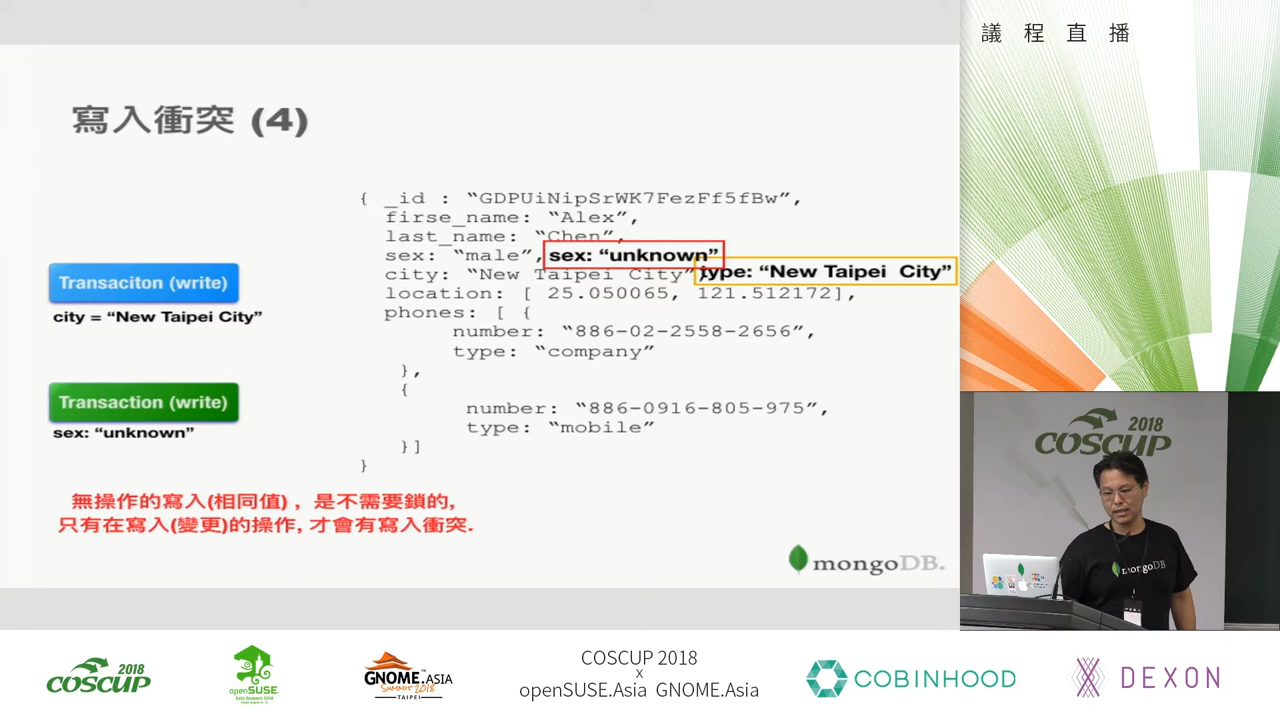 議 程 直 播
寫入衝突 (4)
{ _id : “GDPUiNipSrWK7FezFf5fBw”,
firse_name: “Alex”,
last_name: “Chen”,
sex: “male”, sex: “unknown”
city: “New Taipei City”, type: “New Taipei City”
location: [ 25.050065, 121.512172],
phones: [ {
number: “886-02-2558-2656”,
type: “company”
},
{
number: “886-0916-805-975”,
type: “mobile”
}]
}
Transaciton (write)
city = “New Taipei City”
Transaction (write)
sex: “unknown”
無操作的寫入(相同值) ，是不需要鎖的,
只有在寫入(變更)的操作, 才會有寫入衝突.
mongoDB.
2018
COSCUP
mongoDB
2018
COSCUP
openSUSE
GNOME.ASIA
SUMMIT 2018
TAIPEI
COSCUP 2018
x
openSUSE.Asia GNOME.Asia
COBINHOOD
DEXON